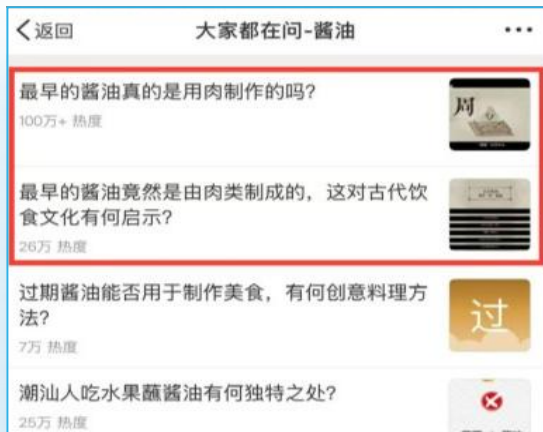 返回
大家都在问-酱油
最早的酱油真的是用肉制作的吗?
100万+ 热度
周
最早的酱油竟然是由肉类制成的，这对古代饮
食文化有何启示?
26万 热度
过期酱油能否用于制作美食，有何创意料理方
法?
7万 热度
过
潮汕人吃水果蘸酱油有何独特之处?
25万 热度